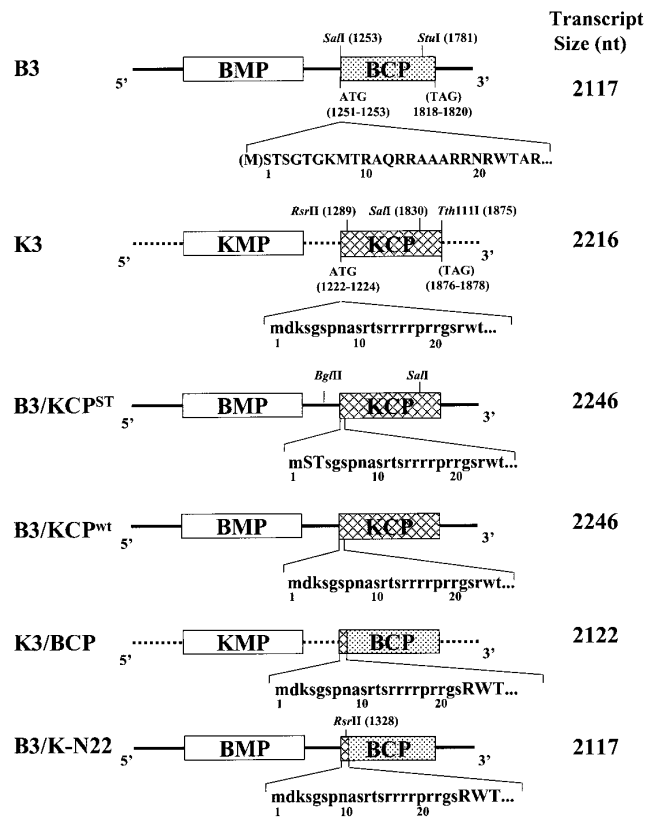 Transcript
Size (nt)
SalI (1253) StuI (1781)
B3 5' BMP BCP 3' 2117
ATG (TAG)
(1251-1253) 1818-1820)
(M)STSGTGKMTRAQRRAAARRNRWTAR...
1 10 20
RsrII (1289) SalI (1830) Tth111I (1875)
K3 5' KMP KCP 3' 2216
ATG (TAG)
(1222-1224) (1876-1878)
mdksgspnasrtsrrrrprrgsrwt...
1 10 20
BglII SalI
B3/KCPST 5' BMP KCP 3' 2246
mSTsgspnasrtsrrrrprrgsrwt...
1 10 20
B3/KCPwt 5' BMP KCP 3' 2246
mdksgspnasrtsrrrrprrgsrwt...
1 10 20
K3/BCP 5' KMP BCP 3' 2122
mdksgspnasrtsrrrrprrgsRWT...
1 10 20
RsrII (1328)
B3/K-N22 5' BMP BCP 3' 2117
mdksgspnasrtsrrrrprrgsRWT...
1 10 20